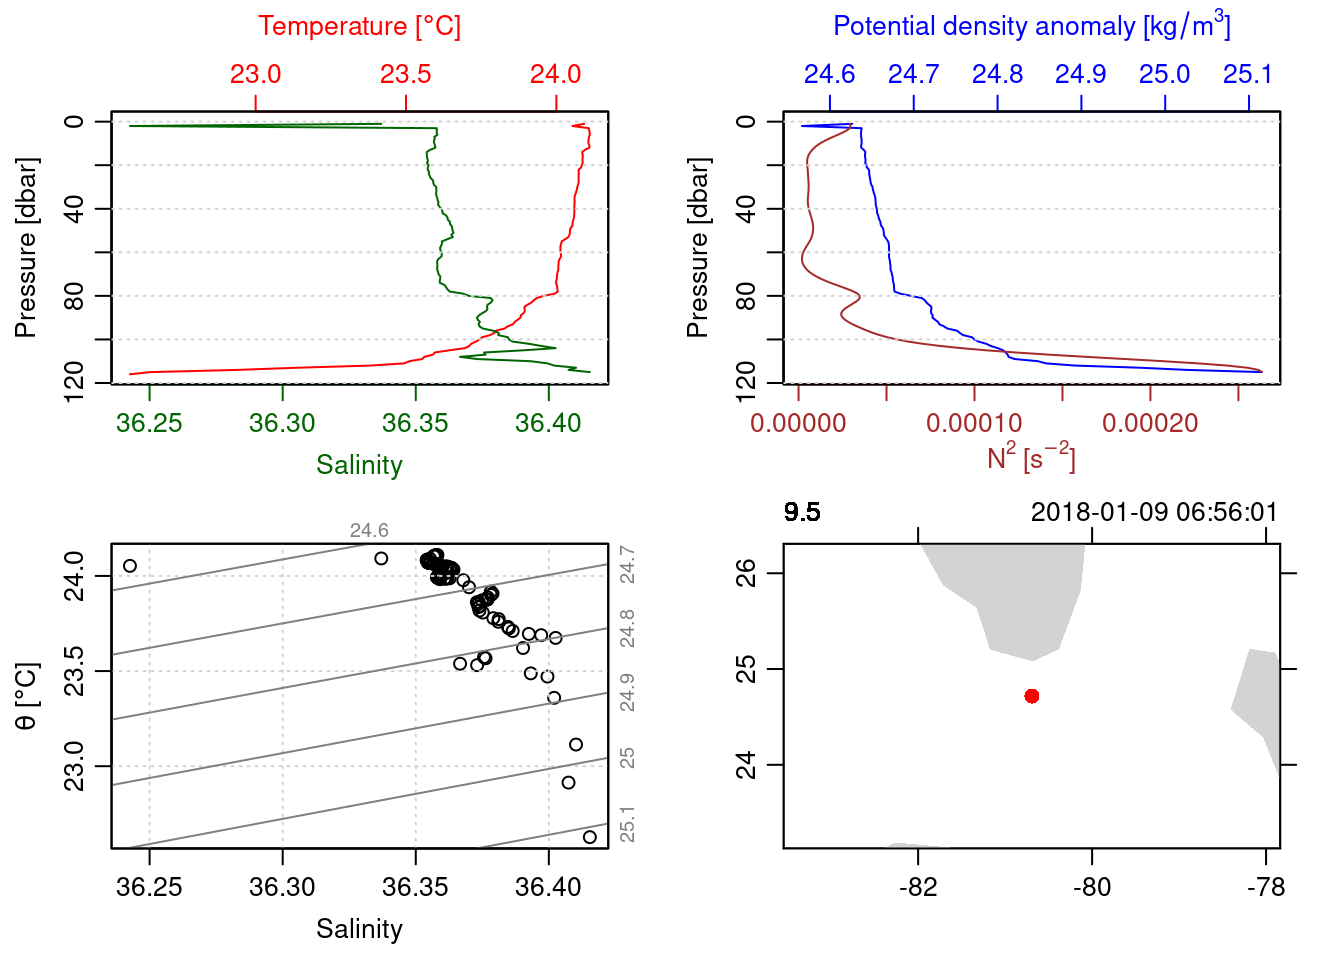 Temperature [°C]
23.0 23.5 24.0
Pressure [dbar]
0 40 80 120
36.25 36.30 36.35 36.40
Salinity
Potential density anomaly [kg/m³]
24.6 24.7 24.8 24.9 25.0 25.1
Pressure [dbar]
0 40 80 120
0.00000 0.00010 0.00020
N² [s⁻²]
24.6
24.7
24.8
24.9
25
25.1
θ [°C]
24.0
23.5
23.0
36.25 36.30 36.35 36.40
Salinity
9.5 2018-01-09 06:56:01
26
25
24
-82 -80 -78